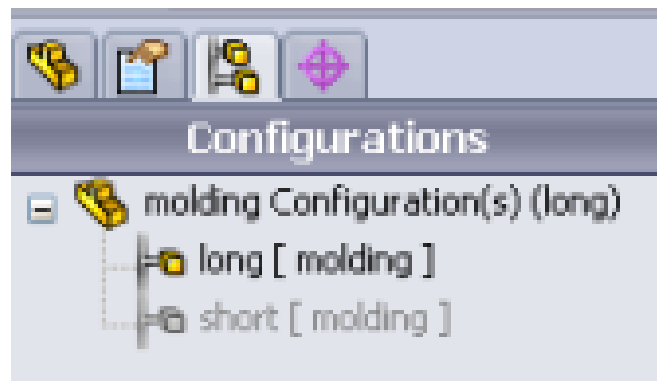 Configurations
molding Configuration(s) (long)
long [ molding ]
short [ molding ]